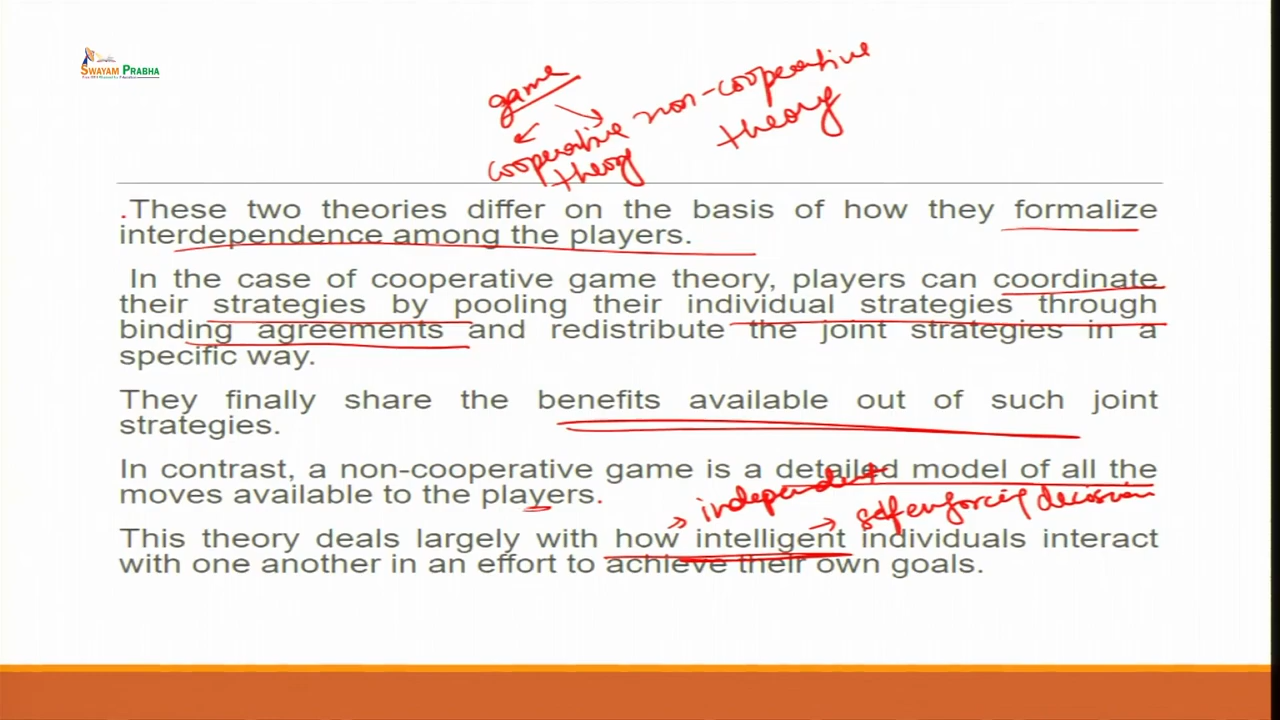 SWAYAM PRABHA
game
non-cooperative
theory
cooperative
theory
.These two theories differ on the basis of how they formalize
interdependence among the players.
In the case of cooperative game theory, players can coordinate
their strategies by pooling their individual strategies through
binding agreements and redistribute the joint strategies in a
specific way.
They finally share the benefits available out of such joint
strategies.
In contrast, a non-cooperative game is a detailed model of all the
moves available to the players.
independent
self enforcing decision
This theory deals largely with how intelligent individuals interact
with one another in an effort to achieve their own goals.